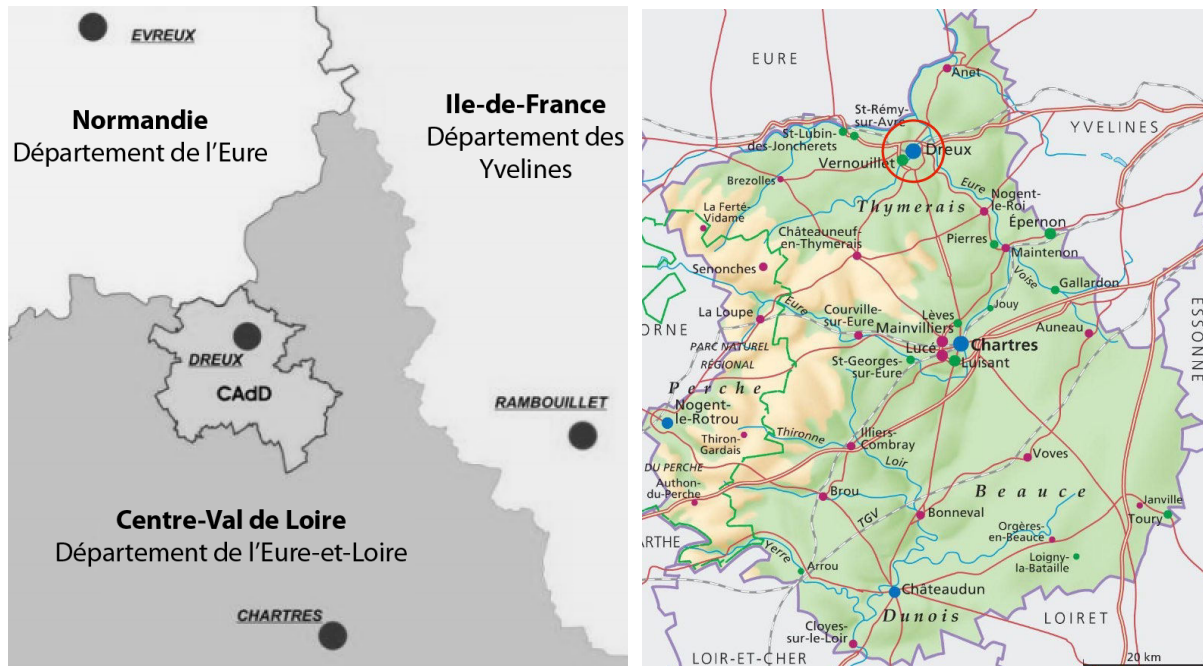 EVREUX
Normandie
Département de l'Eure
Ile-de-France
Département des
Yvelines
DREUX
CAdD
RAMBOUILLET
Centre-Val de Loire
Département de l'Eure-et-Loire
CHARTRES
EURE
Anet
St-Rémy-
sur-Avre
St-Lubin-
des-Joncherets
YVELINES
Dreux
Vernouillet
Brezolles
Eure
Nogent-
le-Roi
La Ferté-
Vidame
Thymerais
Épernon
Châteauneuf-
en-Thymerais
Pierres
Maintenon
Senonches
Voise
Gallardon
ESSONNE
La Loupe
Eure
Courville-
sur-Eure
Lèves
Jouy
Mainvilliers
Auneau
ORNE
PARC NATUREL
RÉGIONAL
Lucé
Chartres
St-Georges-
sur-Eure
Luisant
Perche
Nogent-
le-Rotrou
Thiron-
Gardais
Thironne
Illiers-
Combray
Loir
Voves
DU PERCHE
Authon-
du-Perche
Brou
Beauce
TGV
Bonneval
Janville
Toury
Orgères-
en-Beauce
ARTHE
Yerre
Arrou
Loigny-
la-Bataille
Châteaudun
Dunois
LOIRET
Cloyes-
sur-le-Loir
LOIR-ET-CHER
20 km